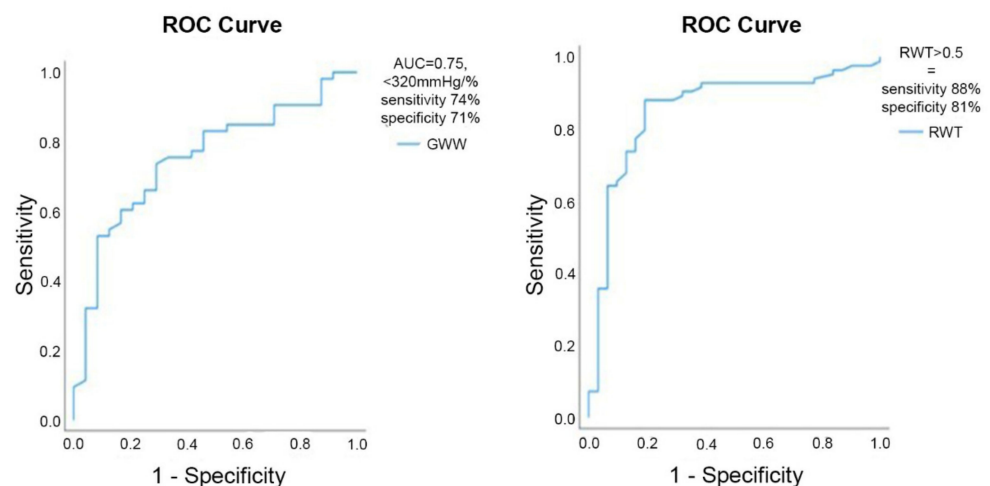 ROC Curve
1.0
0.8
0.6
0.4
0.2
0.0
Sensitivity
0.0 0.2 0.4 0.6 0.8 1.0
1 - Specificity
AUC=0.75,
<320mmHg/%
sensitivity 74%
specificity 71%
GWW
ROC Curve
1.0
0.8
0.6
0.4
0.2
0.0
Sensitivity
0.0 0.2 0.4 0.6 0.8 1.0
1 - Specificity
RWT>0.5
=
sensitivity 88%
specificity 81%
RWT